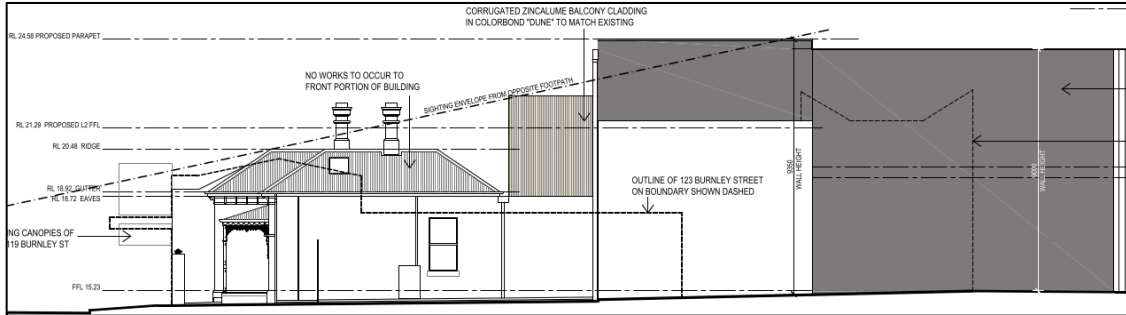 CORRUGATED ZINCALUME BALCONY CLADDING
IN COLORBOND "DUNE" TO MATCH EXISTING
RL 24.58 PROPOSED PARAPET
NO WORKS TO OCCUR TO
FRONT PORTION OF BUILDING
SIGHTING ENVELOPE FROM OPPOSITE FOOTPATH
RL 21.29 PROPOSED L2 FFL
RL 20.48 RIDGE
RL 18.92 GUTTER
RL 18.72 EAVES
OUTLINE OF 123 BURNLEY STREET
ON BOUNDARY SHOWN DASHED
9350
WALL HEIGHT
WALL HEIGHT
NG CANOPIES OF
119 BURNLEY ST
FFL 15.23